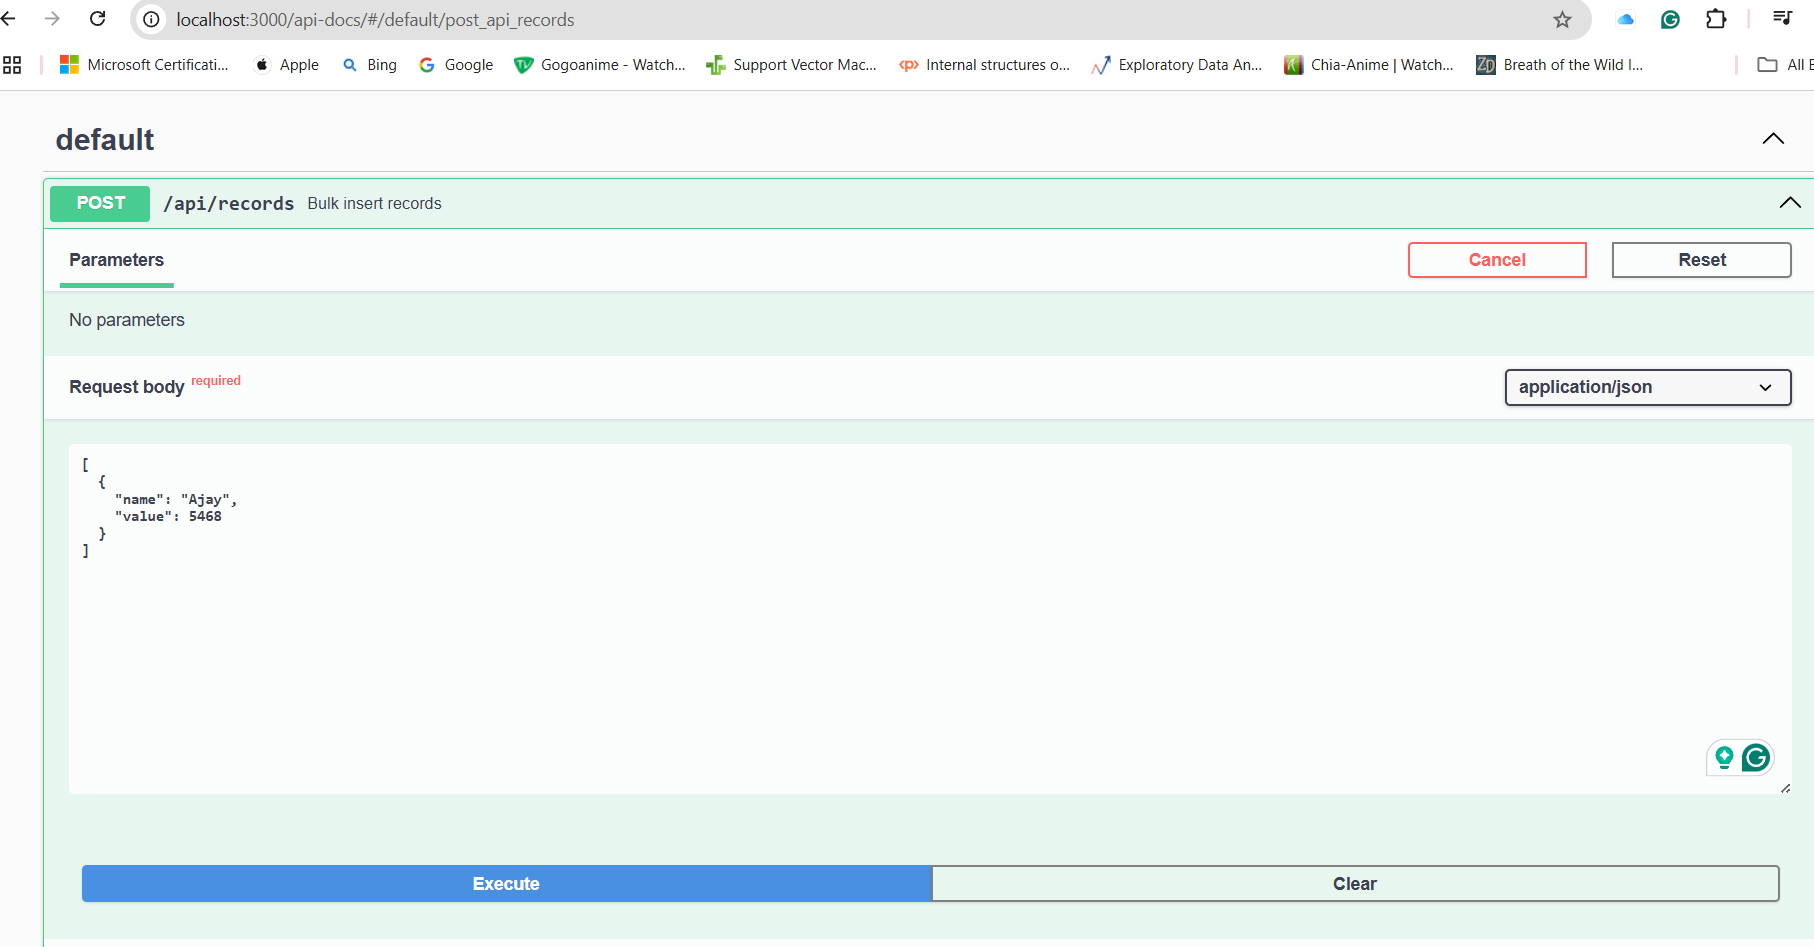 localhost:3000/api-docs/#/default/post_api_records
Microsoft Certificati... Apple Bing Google Gogoanime - Watch... Support Vector Mac... <p> Internal structures o... Exploratory Data An... Chia-Anime | Watch... ZD Breath of the Wild I... All E
default
POST /api/records Bulk insert records
Parameters Cancel Reset
No parameters
Request body required application/json
[
{
"name": "Ajay",
"value": 5468
}
]
Execute Clear